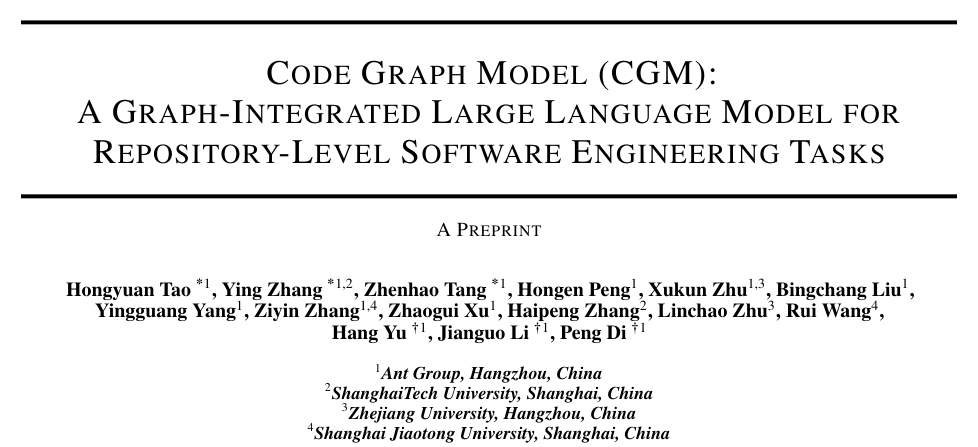 CODE GRAPH MODEL (CGM):
A GRAPH-INTEGRATED LARGE LANGUAGE MODEL FOR
REPOSITORY-LEVEL SOFTWARE ENGINEERING TASKS
A PREPRINT
Hongyuan Tao *1, Ying Zhang *1,2, Zhenhao Tang *1, Hongen Peng1, Xukun Zhu1,3, Bingchang Liu1,
Yingguang Yang1, Ziyin Zhang1,4, Zhaogui Xu1, Haipeng Zhang2, Linchao Zhu3, Rui Wang4,
Hang Yu †1, Jianguo Li †1, Peng Di †1
1Ant Group, Hangzhou, China
2ShanghaiTech University, Shanghai, China
3Zhejiang University, Hangzhou, China
4Shanghai Jiaotong University, Shanghai, China